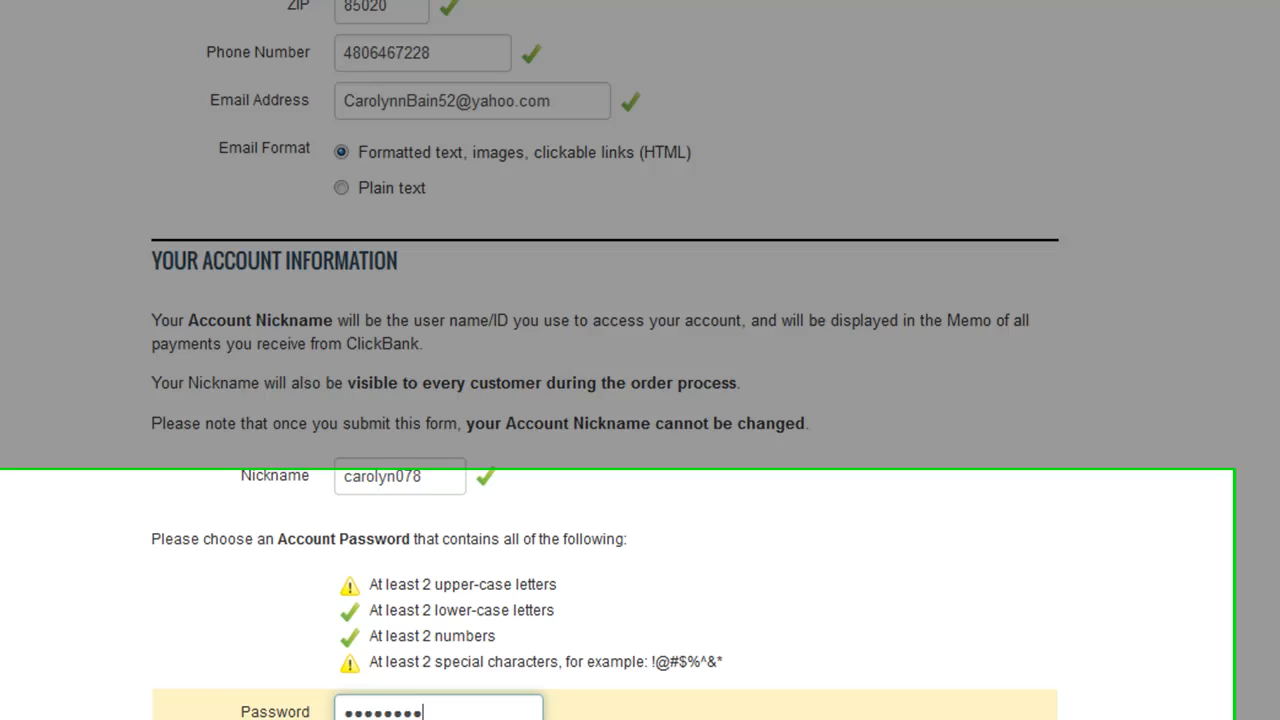 ZIP 85020
Phone Number 4806467228
Email Address CarolynnBain52@yahoo.com
Email Format Formatted text, images, clickable links (HTML)
Plain text
YOUR ACCOUNT INFORMATION
Your Account Nickname will be the user name/ID you use to access your account, and will be displayed in the Memo of all
payments you receive from ClickBank.
Your Nickname will also be visible to every customer during the order process.
Please note that once you submit this form, your Account Nickname cannot be changed.
Nickname carolyn078
Please choose an Account Password that contains all of the following:
At least 2 upper-case letters
At least 2 lower-case letters
At least 2 numbers
At least 2 special characters, for example: !@#$%^&*
Password ●●●●●●●●